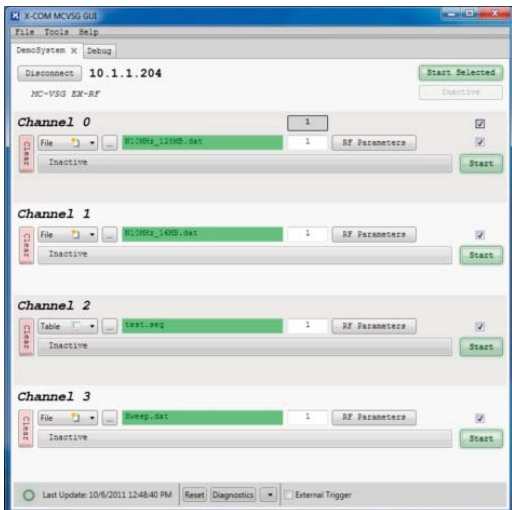 X-COM MCVSG GUI
File Tools Help
DemoSystem Debug
Disconnect 10.1.1.204 Start Selected
MC-VSG EX-RF Inactive
Channel 0 1
Clear File ... N10MHz_128MB.dat 1 RF Parameters
Inactive Start
Channel 1
Clear File ... N10MHz_16MB.dat 1 RF Parameters
Inactive Start
Channel 2
Clear Table ... test.seq 1 RF Parameters
Inactive Start
Channel 3
Clear File ... Sweep.dat 1 RF Parameters
Inactive Start
Last Update: 10/6/2011 12:48:40 PM Reset Diagnostics External Trigger